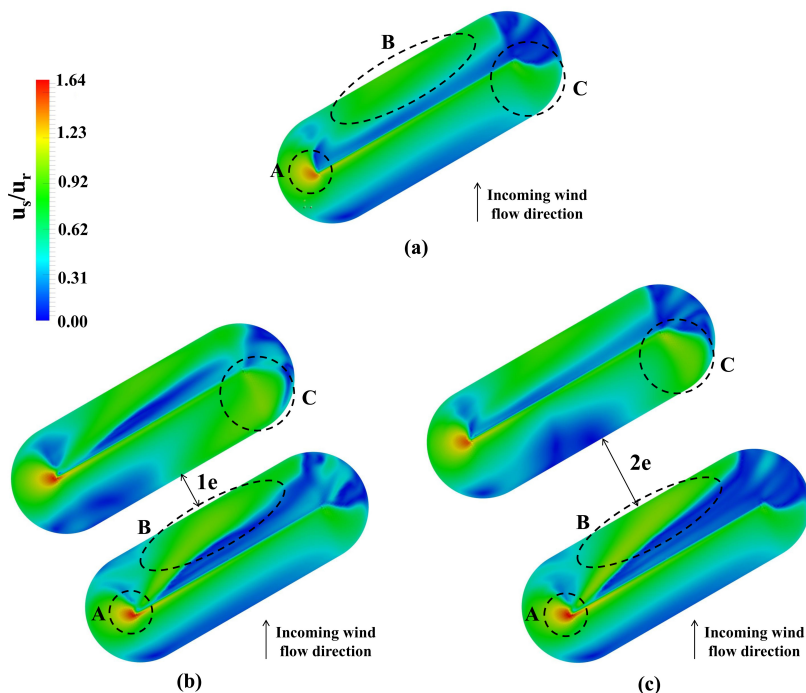 B
C
A
1.64
1.23
0.92
0.61
0.31
0.00
us/ur
Incoming wind
flow direction
(a)
C
1e
B
A
Incoming wind
flow direction
(b)
C
2e
B
A
Incoming wind
flow direction
(c)